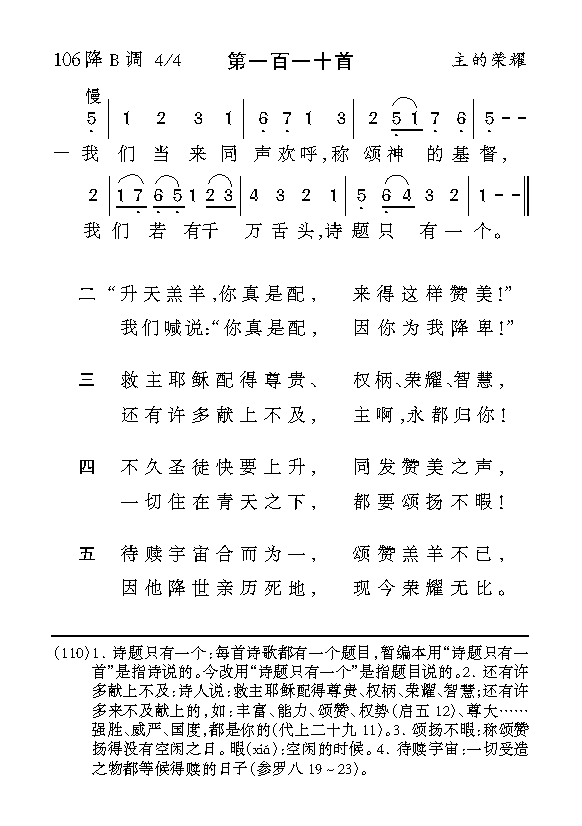 106降 B 调 4/4 第一百一十首 主的荣耀
慢
5 | 1 2 3 1 | 6 7 1 3 | 2 5 1 7 6 | 5 - -
一 我 们 当 来 同 声 欢 呼, 称 颂 神 的 基 督,
2 | 1 7 6 5 1 2 3 | 4 3 2 1 | 5 6 4 3 2 | 1 - - ‖
我 们 若 有 千 万 舌 头, 诗 题 只 有 一 个。
二 “升天羔羊,你真是配, 来得这样赞美!”
我们喊说:“你真是配, 因你为我降卑!”
三 救主耶稣配得尊贵、 权柄、荣耀、智慧,
还有许多献上不及, 主啊,永都归你!
四 不久圣徒快要上升, 同发赞美之声,
一切住在青天之下, 都要颂扬不暇!
五 待赎宇宙合而为一, 颂赞羔羊不已,
因他降世亲历死地, 现今荣耀无比。
(110)1. 诗题只有一个:每首诗歌都有一个题目,暂编本用“诗题只有一
首”是指诗说的。今改用“诗题只有一个”是指题目说的。2. 还有许
多献上不及:诗人说:救主耶稣配得尊贵、权柄、荣耀、智慧;还有许
多来不及献上的,如:丰富、能力、颂赞、权势(启五 12)、尊大……
强胜、威严、国度,都是你的(代上二十九 11)。3. 颂扬不暇:称颂赞
扬得没有空闲之日。暇(xiá):空闲的时候。4. 待赎宇宙:一切受造
之物都等候得赎的日子(参罗八 19~23)。